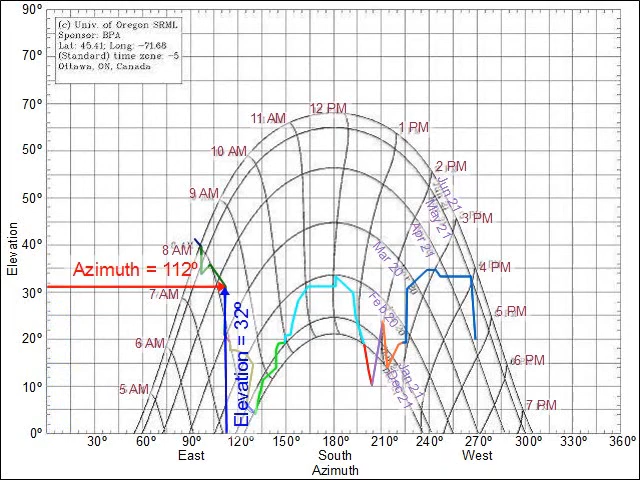 90°
(c) Univ. of Oregon SRML
Sponsor: BPA
Lat: 45.41; Long: -71.68
(Standard) time zone: -5
Ottawa, ON, Canada
80°
70°
12 PM
11 AM
1 PM
60°
10 AM
2 PM
Jun 21
50°
9 AM
May 21
3 PM
Apr 21
40°
8 AM
Mar 20
Elevation
Azimuth = 112°
4 PM
30°
7 AM
Feb 20
Elevation = 32°
5 PM
20°
6 AM
6 PM
Jan 21
10°
5 AM
Dec 21
7 PM
0°
30° 60° 90° 120° 150° 180° 210° 240° 270° 300° 330° 360°
East South West
Azimuth